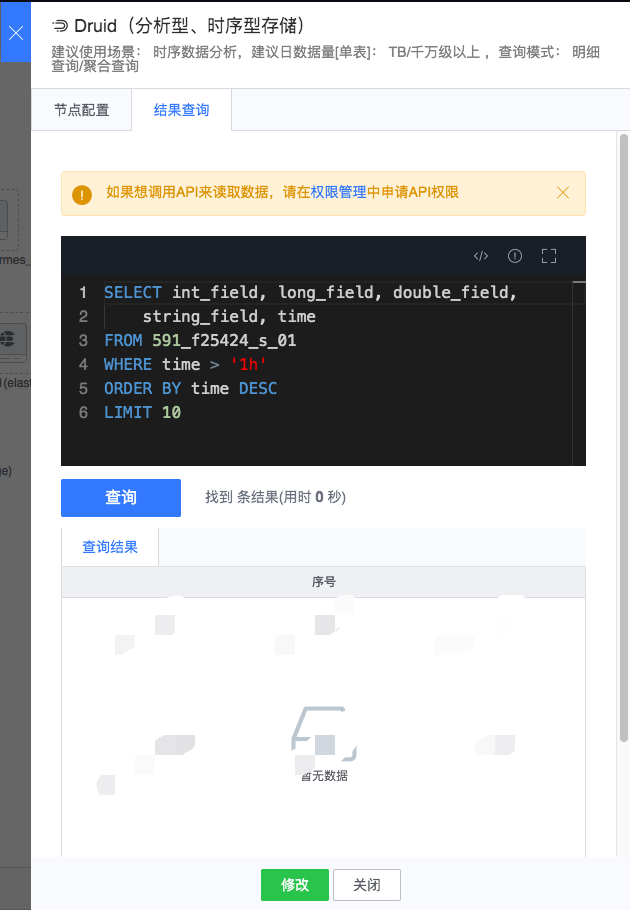 Druid（分析型、时序型存储）
建议使用场景： 时序数据分析，建议日数据量[单表]： TB/千万级以上 ，查询模式： 明细
查询/聚合查询
节点配置
结果查询
如果想调用API来读取数据，请在权限管理中申请API权限
1 SELECT int_field, long_field, double_field,
2 string_field, time
3 FROM 591_f25424_s_01
4 WHERE time > '1h'
5 ORDER BY time DESC
6 LIMIT 10
查询
找到 条结果(用时 0 秒)
查询结果
序号
暂无数据
修改
关闭
rmes_
(elast
je)